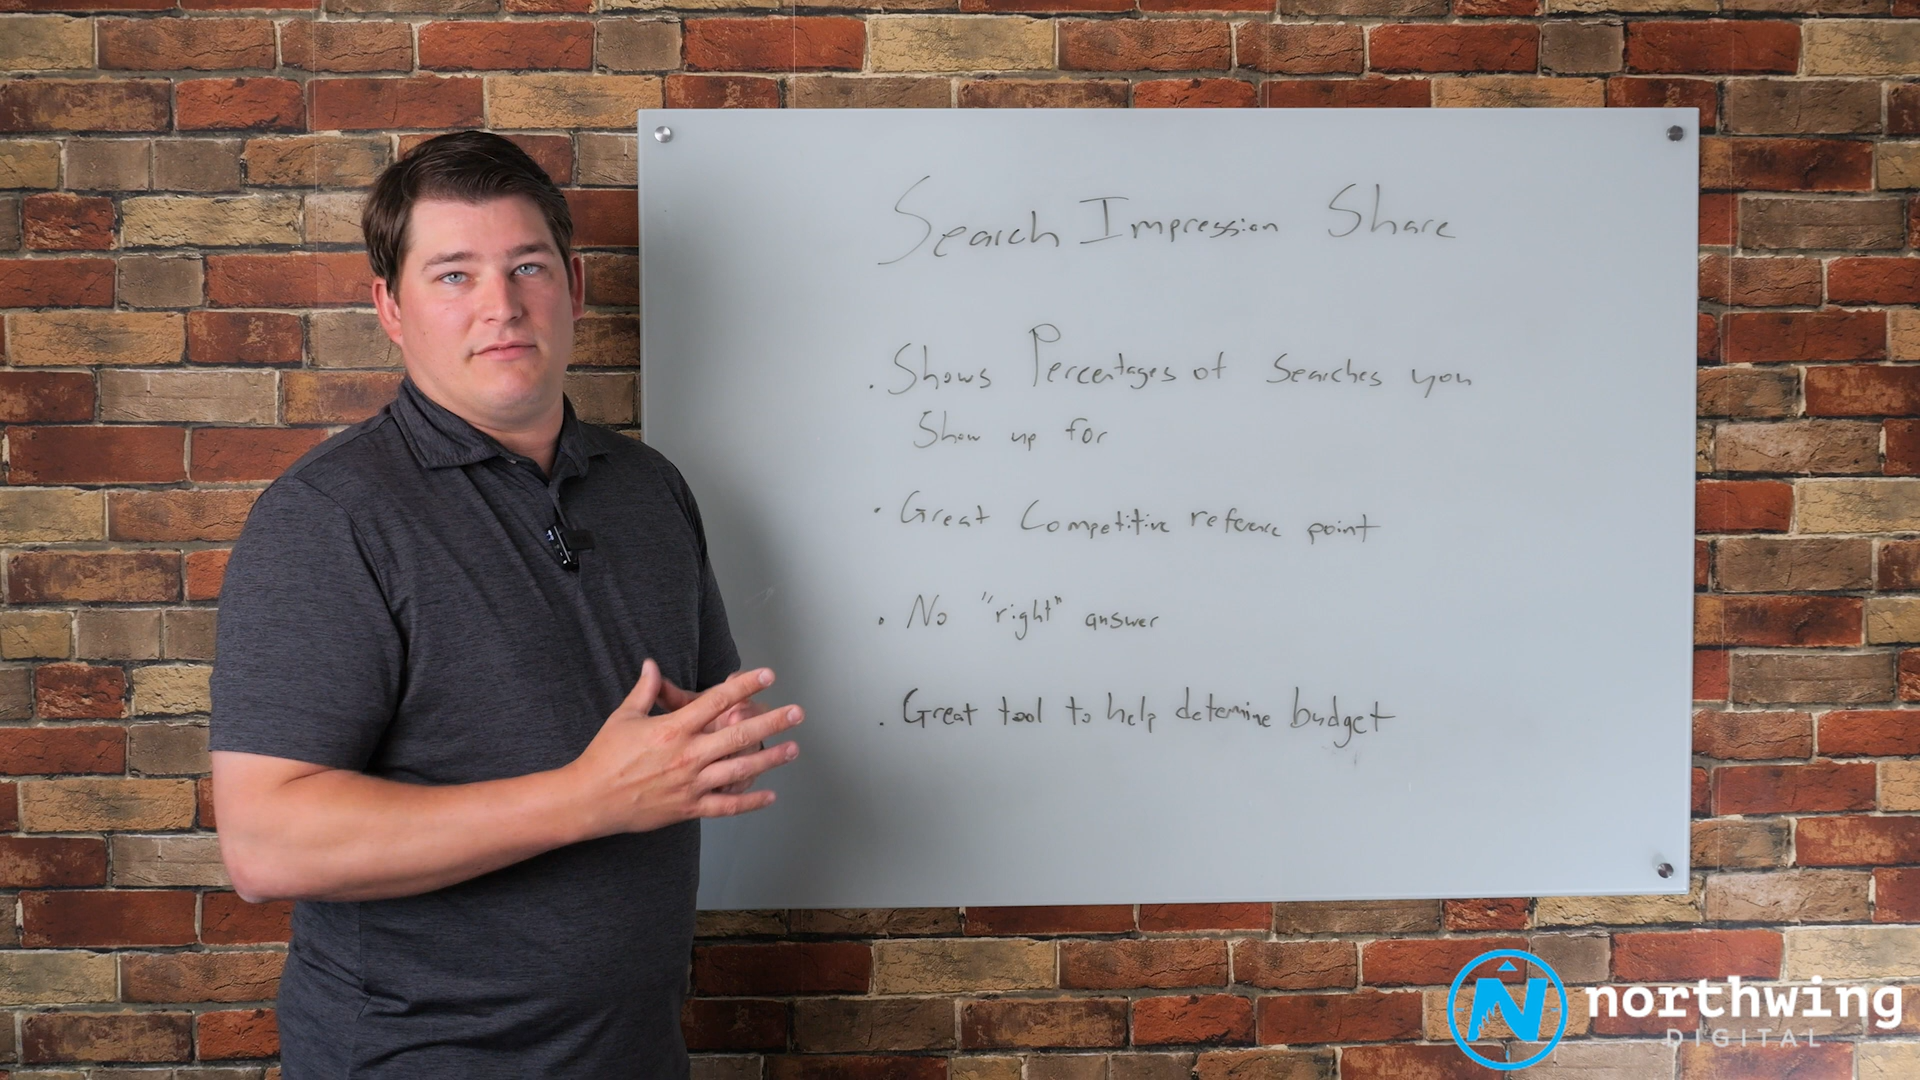 Search Impression Share
. Shows Percentages of Searches you
Show up for
. Great Competitive reference point
. No "right" answer
. Great tool to help determine budget
northwing
DIGITAL